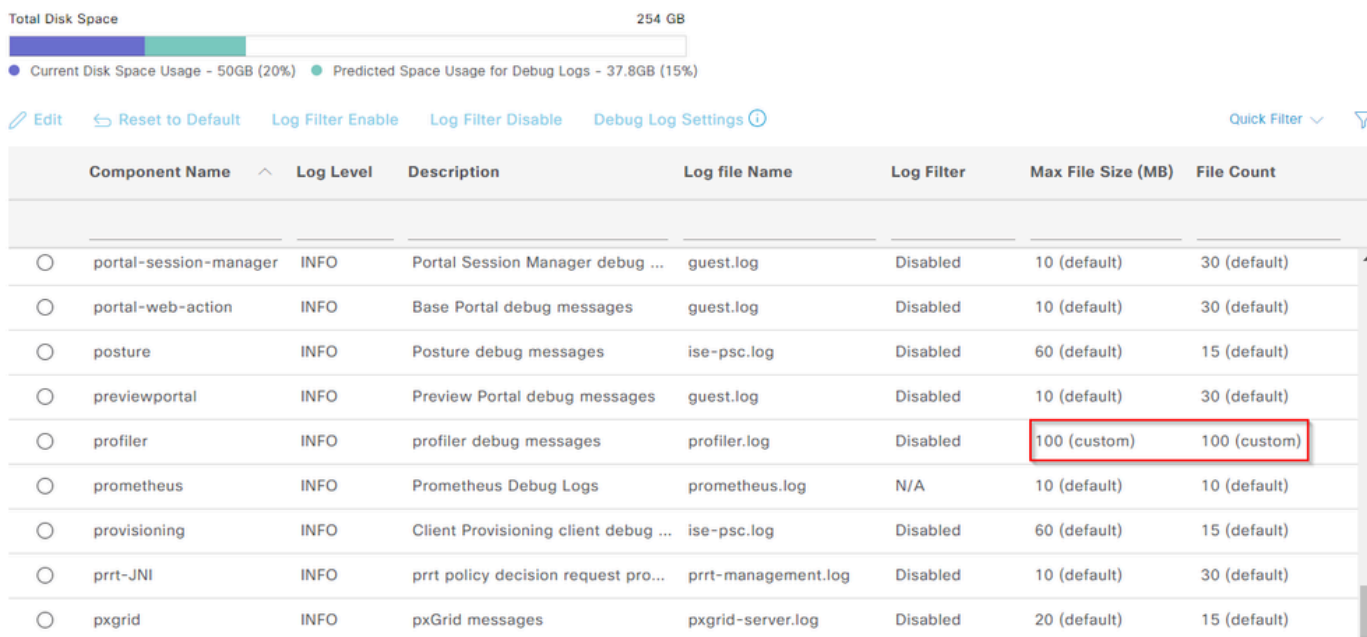 Total Disk Space 254 GB
Current Disk Space Usage - 50GB (20%) Predicted Space Usage for Debug Logs - 37.8GB (15%)
Edit Reset to Default Log Filter Enable Log Filter Disable Debug Log Settings Quick Filter
Component Name Log Level Description Log file Name Log Filter Max File Size (MB) File Count
portal-session-manager INFO Portal Session Manager debug ... guest.log Disabled 10 (default) 30 (default)
portal-web-action INFO Base Portal debug messages guest.log Disabled 10 (default) 30 (default)
posture INFO Posture debug messages ise-psc.log Disabled 60 (default) 15 (default)
previewportal INFO Preview Portal debug messages guest.log Disabled 10 (default) 30 (default)
profiler INFO profiler debug messages profiler.log Disabled 100 (custom) 100 (custom)
prometheus INFO Prometheus Debug Logs prometheus.log N/A 10 (default) 10 (default)
provisioning INFO Client Provisioning client debug ... ise-psc.log Disabled 60 (default) 15 (default)
prrt-JNI INFO prrt policy decision request pro... prrt-management.log Disabled 10 (default) 30 (default)
pxgrid INFO pxGrid messages pxgrid-server.log Disabled 20 (default) 15 (default)